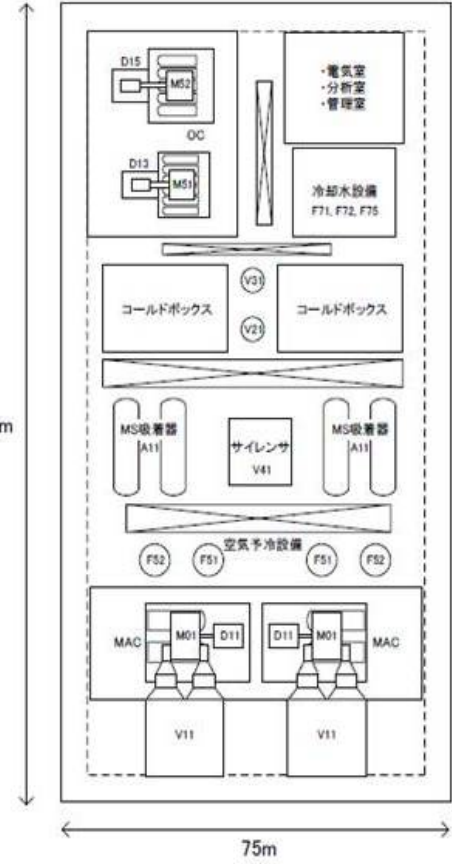 D15
M52
OC
D13
M51
・電気室
・分析室
・管理室
冷却水設備
F71, F72, F75
コールドボックス
V31
V21
コールドボックス
MS吸着器
A11
サイレンサ
V41
MS吸着器
A11
空気予冷設備
F52
F51
F51
F52
MAC
M01
D11
D11
M01
MAC
V11
V11
m
75m